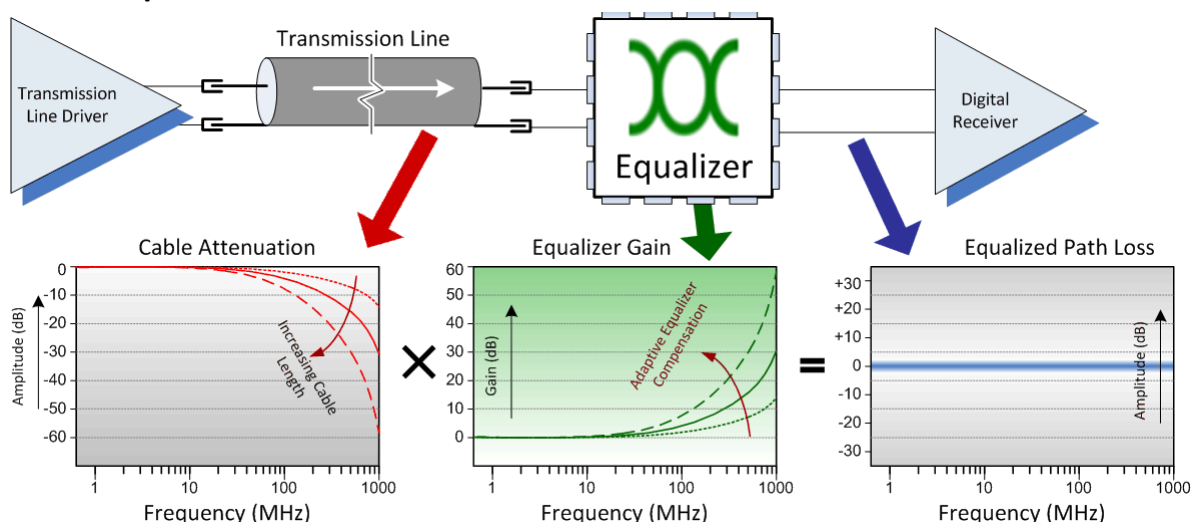 Transmission Line
Transmission
Line Driver
Equalizer
Digital
Receiver
Cable Attenuation
Equalizer Gain
Equalized Path Loss
0
-10
-20
-30
-40
-50
-60
Amplitude (dB)
Increasing Cable
Length
1
10
100
1000
Frequency (MHz)
×
60
50
40
30
20
10
0
Gain (dB)
Adaptive Equalizer
Compensation
1
10
100
1000
Frequency (MHz)
=
+30
+20
+10
0
-10
-20
-30
Amplitude (dB)
1
10
100
1000
Frequency (MHz)